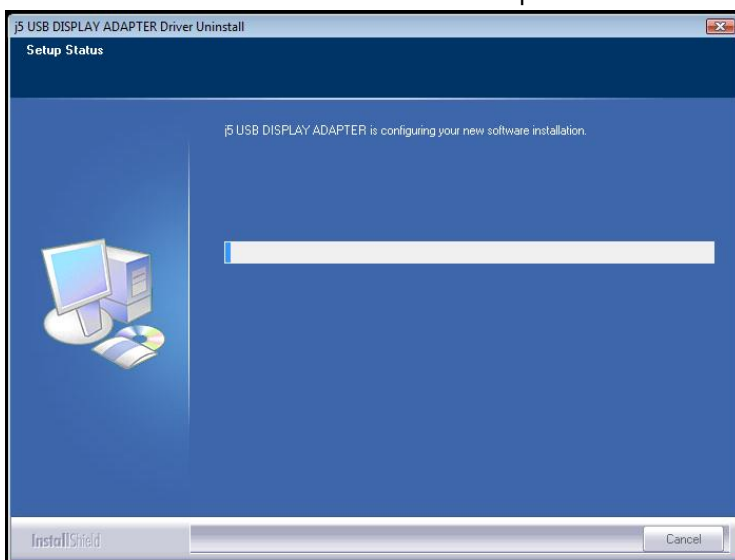 j5 USB DISPLAY ADAPTER Driver Uninstall
Setup Status
j5 USB DISPLAY ADAPTER is configuring your new software installation.
InstallShield
Cancel